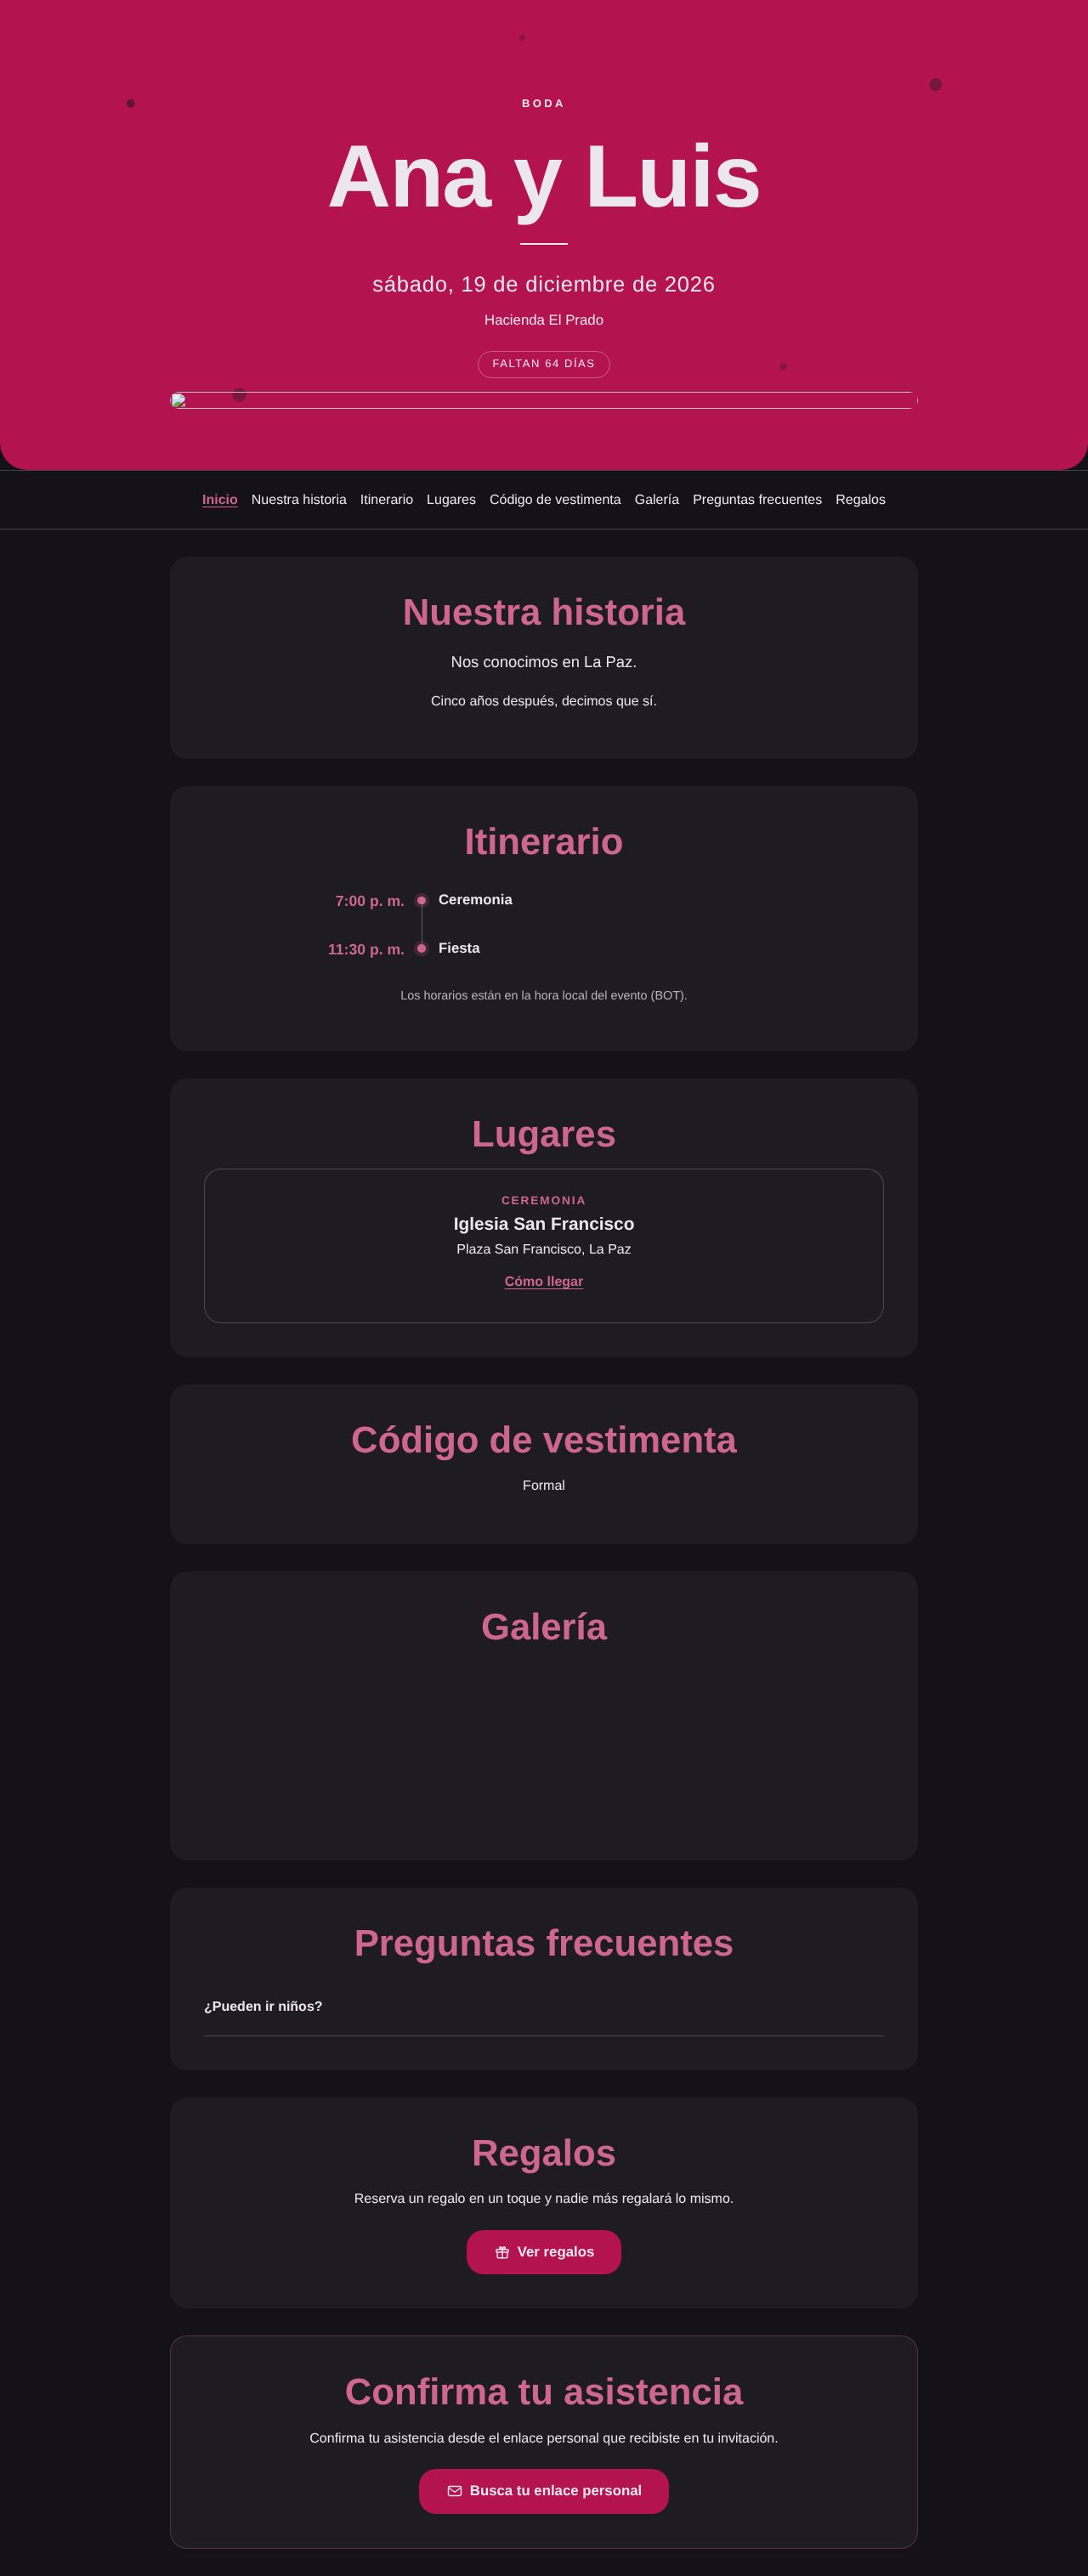 BODA
Ana y Luis
sábado, 19 de diciembre de 2026
Hacienda El Prado
FALTAN 64 DÍAS
Inicio Nuestra historia Itinerario Lugares Código de vestimenta Galería Preguntas frecuentes Regalos
Nuestra historia
Nos conocimos en La Paz.
Cinco años después, decimos que sí.
Itinerario
7:00 p. m. Ceremonia
11:30 p. m. Fiesta
Los horarios están en la hora local del evento (BOT).
Lugares
CEREMONIA
Iglesia San Francisco
Plaza San Francisco, La Paz
Cómo llegar
Código de vestimenta
Formal
Galería
Preguntas frecuentes
¿Pueden ir niños?
Regalos
Reserva un regalo en un toque y nadie más regalará lo mismo.
Ver regalos
Confirma tu asistencia
Confirma tu asistencia desde el enlace personal que recibiste en tu invitación.
Busca tu enlace personal